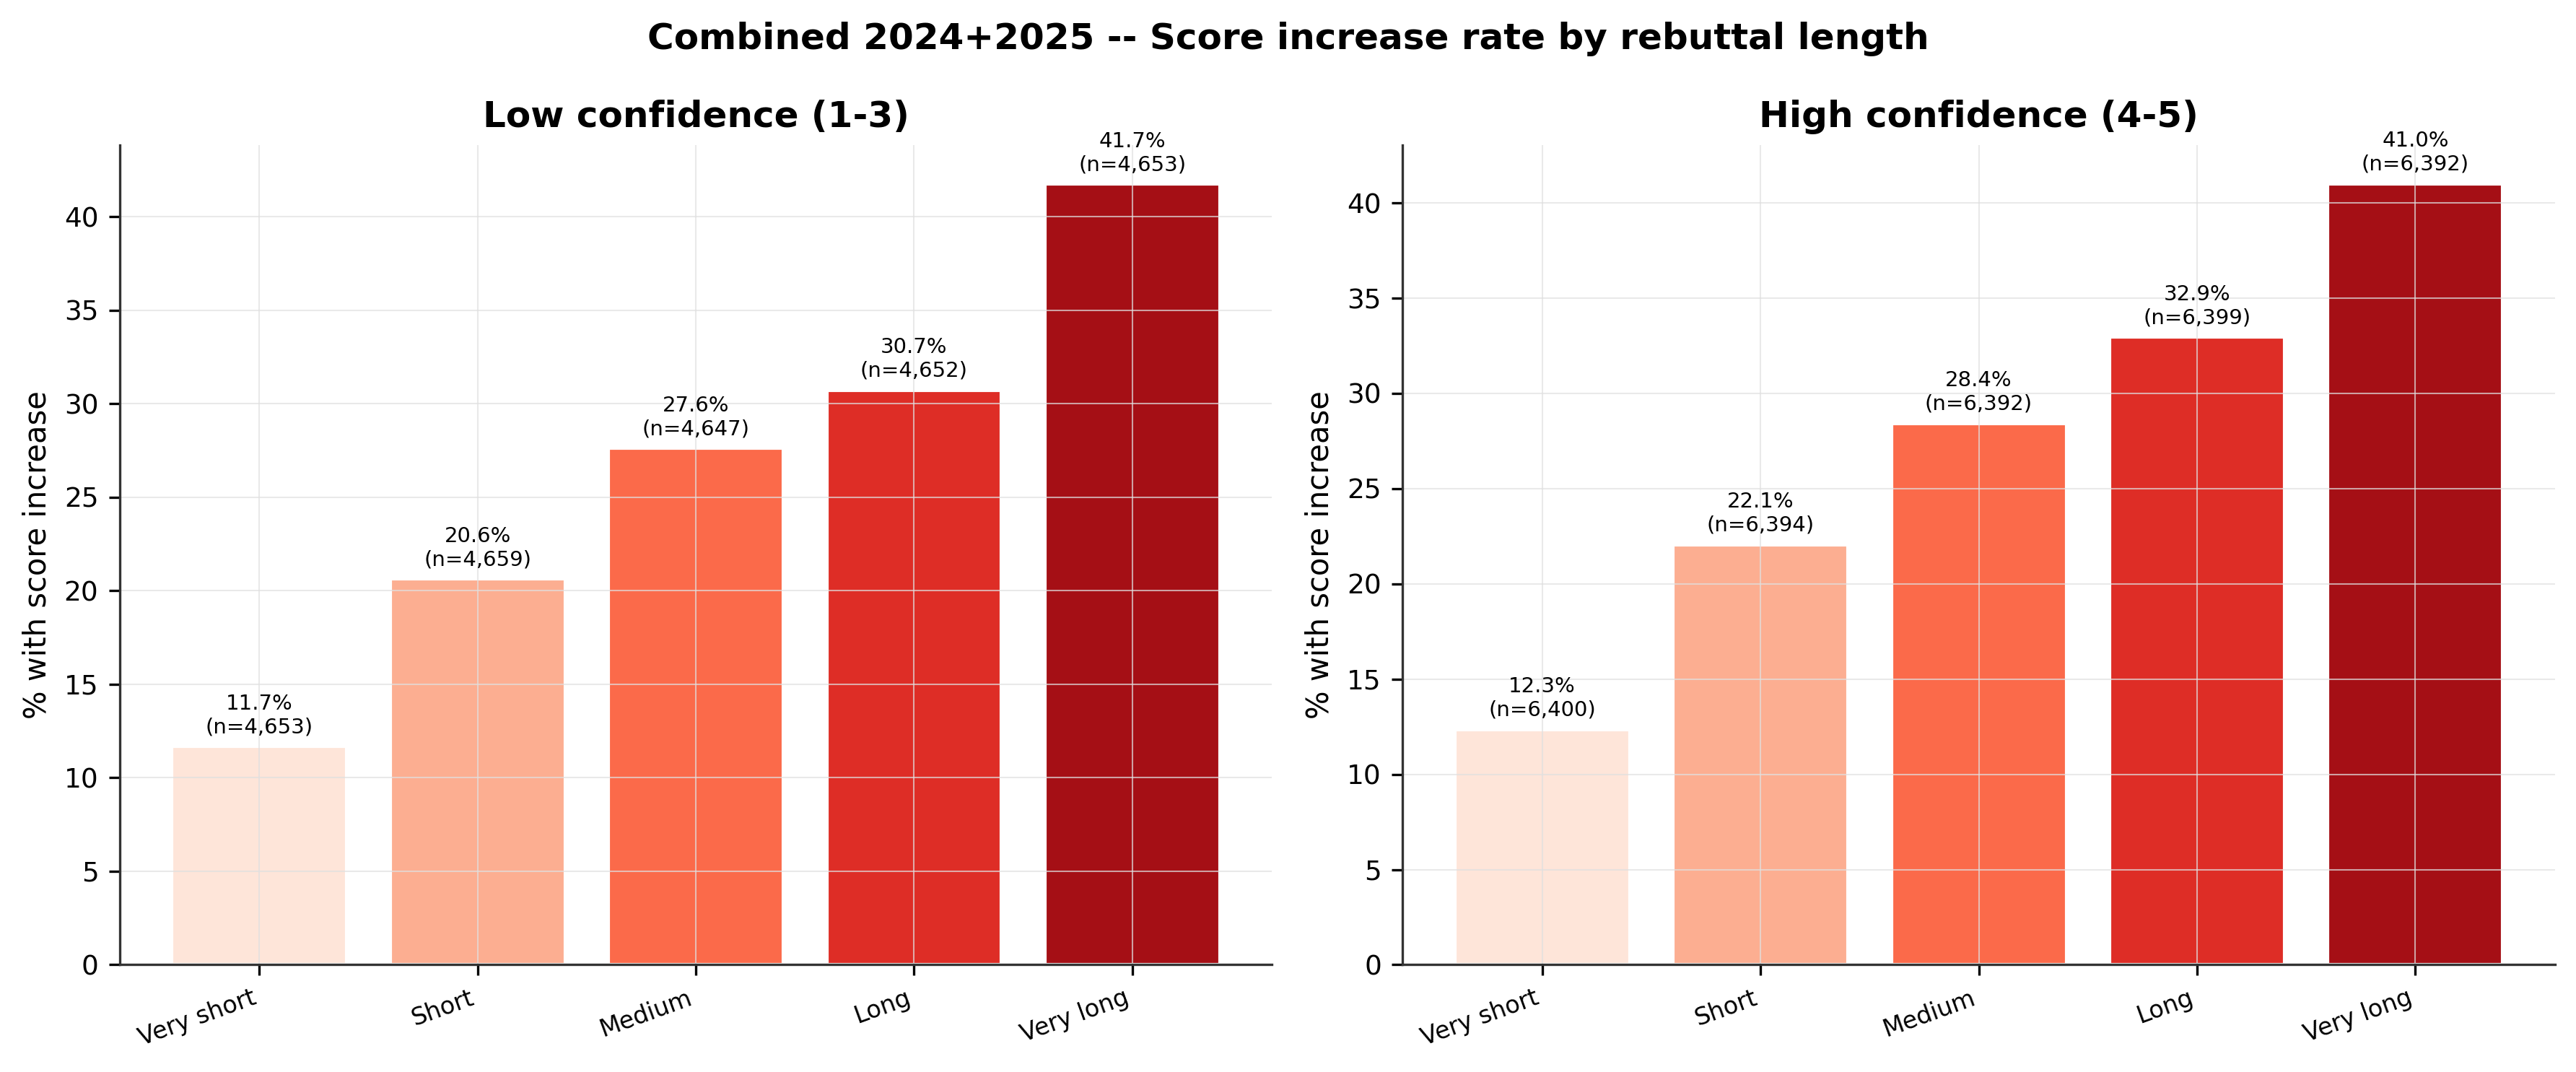 Combined 2024+2025 -- Score increase rate by rebuttal length
Low confidence (1-3)
% with score increase
40
35
30
25
20
15
10
5
0
11.7%
(n=4,653)
20.6%
(n=4,659)
27.6%
(n=4,647)
30.7%
(n=4,652)
41.7%
(n=4,653)
Very short
Short
Medium
Long
Very long
High confidence (4-5)
% with score increase
40
35
30
25
20
15
10
5
0
12.3%
(n=6,400)
22.1%
(n=6,394)
28.4%
(n=6,392)
32.9%
(n=6,399)
41.0%
(n=6,392)
Very short
Short
Medium
Long
Very long